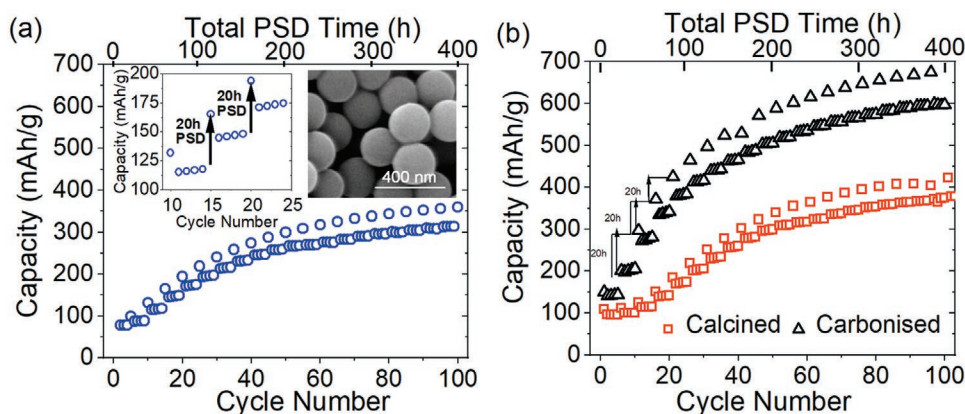 (a)
Total PSD Time (h)
0 100 200 300 400
700
600
500
400
300
200
100
0
Capacity (mAh/g)
0 20 40 60 80 100
Cycle Number
200
175
150
125
100
Capacity (mAh/g)
10 15 20 25
Cycle Number
20h
PSD
20h
PSD
400 nm
(b)
Total PSD Time (h)
0 100 200 300 400
700
600
500
400
300
200
100
0
Capacity (mAh/g)
20h
20h
20h
Calcined Carbonised
0 20 40 60 80 100
Cycle Number